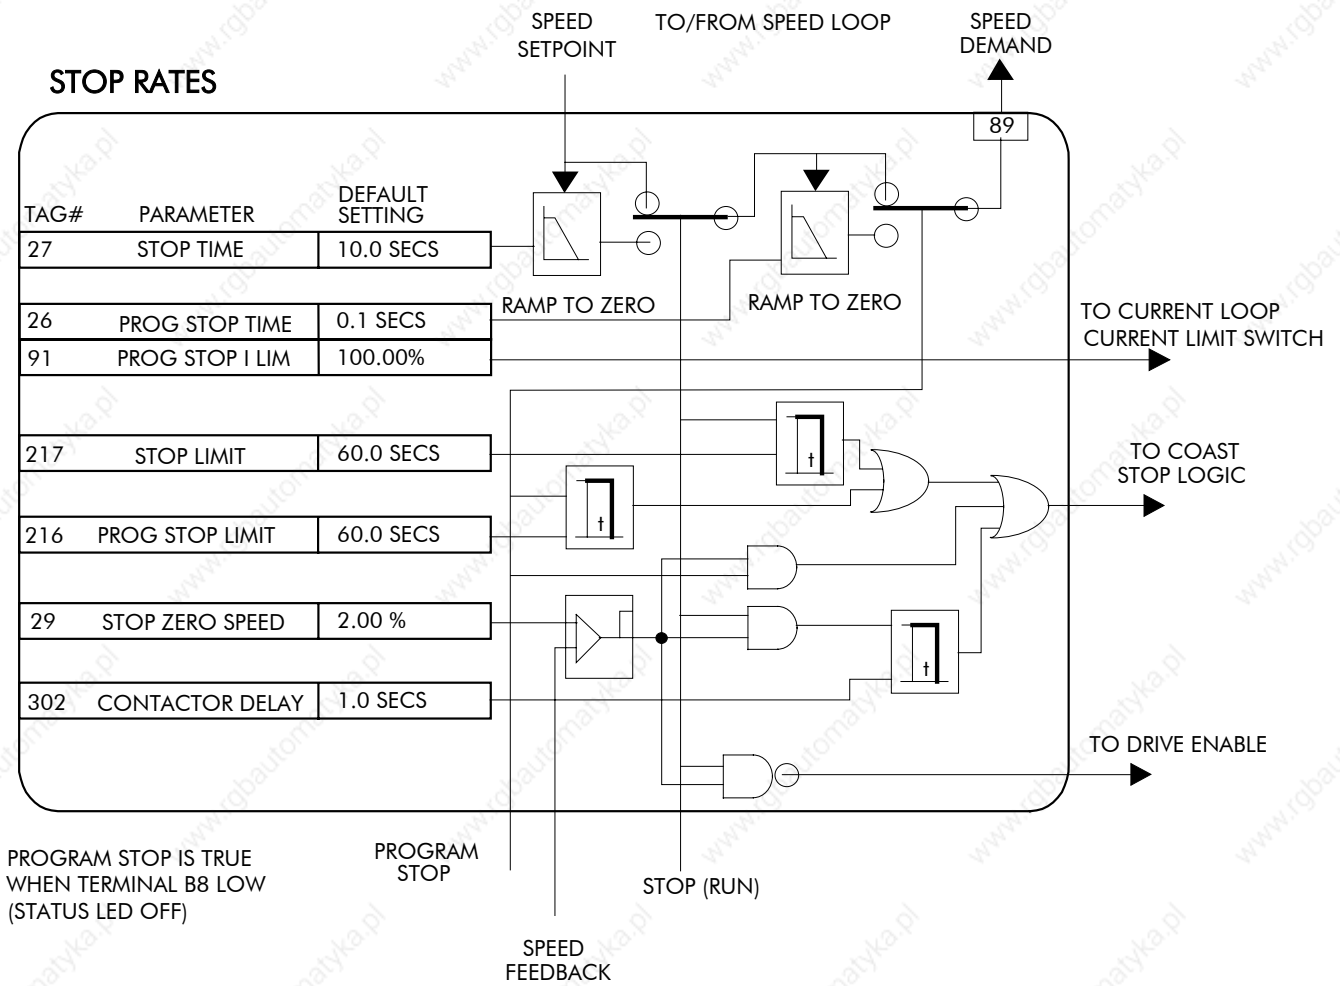 SPEED
SETPOINT
TO/FROM SPEED LOOP
SPEED
DEMAND
STOP RATES
89
TAG# PARAMETER DEFAULT
SETTING
27 STOP TIME 10.0 SECS
RAMP TO ZERO
RAMP TO ZERO
26 PROG STOP TIME 0.1 SECS
91 PROG STOP I LIM 100.00%
TO CURRENT LOOP
CURRENT LIMIT SWITCH
217 STOP LIMIT 60.0 SECS
t
TO COAST
STOP LOGIC
216 PROG STOP LIMIT 60.0 SECS
t
29 STOP ZERO SPEED 2.00 %
t
302 CONTACTOR DELAY 1.0 SECS
TO DRIVE ENABLE
PROGRAM STOP IS TRUE
WHEN TERMINAL B8 LOW
(STATUS LED OFF)
PROGRAM
STOP
STOP (RUN)
SPEED
FEEDBACK
www.rgbautomatyka.pl